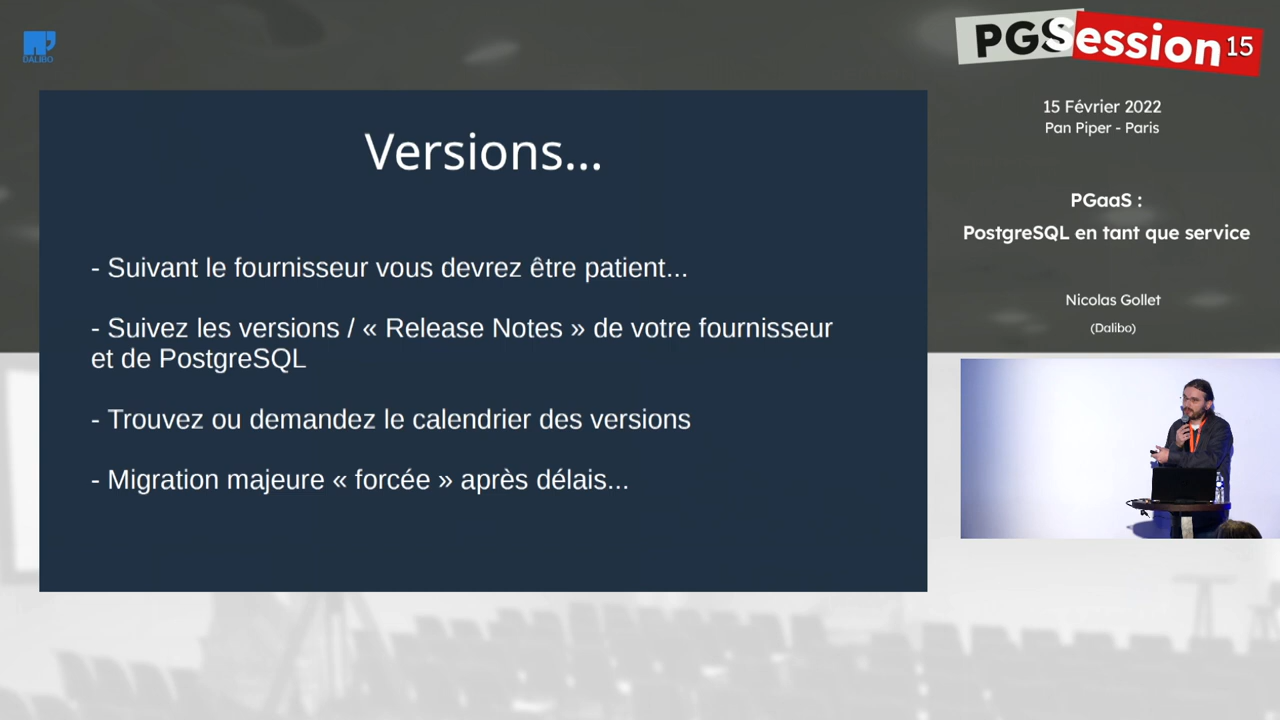 DALIBO
PGSession 15
15 Février 2022
Pan Piper - Paris
PGaaS :
PostgreSQL en tant que service
Nicolas Gollet
(Dalibo)
Versions...
- Suivant le fournisseur vous devrez être patient...
- Suivez les versions / « Release Notes » de votre fournisseur
et de PostgreSQL
- Trouvez ou demandez le calendrier des versions
- Migration majeure « forcée » après délais...